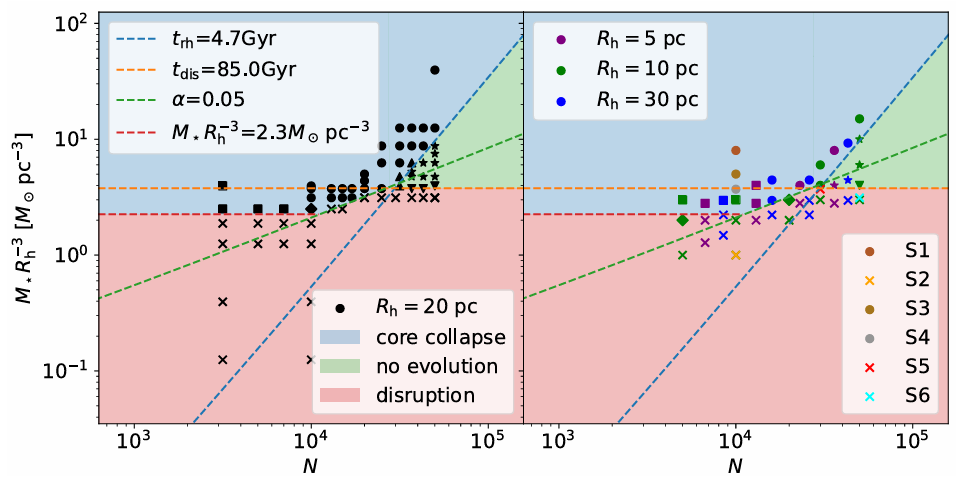 t_rh=4.7Gyr
t_dis=85.0Gyr
α=0.05
M⋆R_h^−3=2.3M⊙ pc^−3
R_h = 20 pc
core collapse
no evolution
disruption
R_h = 5 pc
R_h = 10 pc
R_h = 30 pc
S1
S2
S3
S4
S5
S6
M⋆R_h^−3 [M⊙ pc^−3]
10^2
10^1
10^0
10^−1
10^3
10^4
10^5
N
10^3
10^4
10^5
N